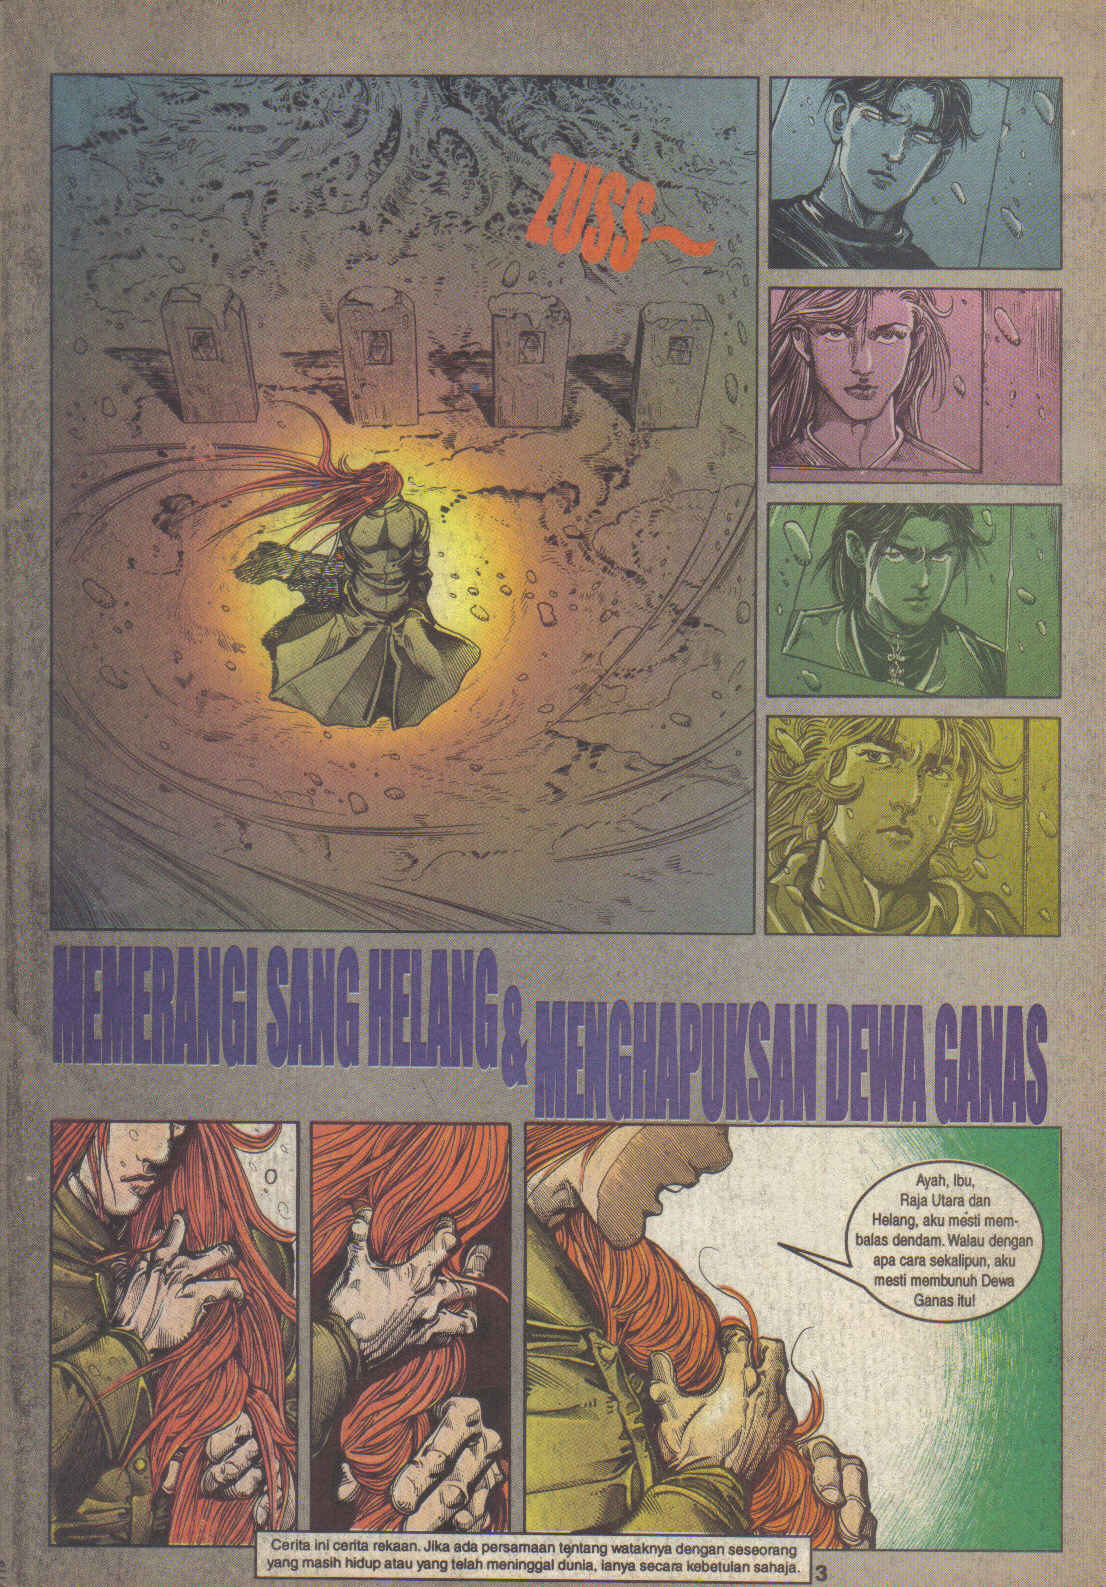 ZUSS~
MEMERANGI SANG HELANG &
MENGHAPUKSAN DEWA GANAS
Ayah, Ibu,
Raja Utara dan
Helang, aku mesti mem-
balas dendam. Walau dengan
apa cara sekalipun, aku
mesti membunuh Dewa
Ganas itu!
Cerita ini cerita rekaan. Jika ada persamaan tentang wataknya dengan seseorang
yang masih hidup atau yang telah meninggal dunia, ianya secara kebetulan sahaja.
3